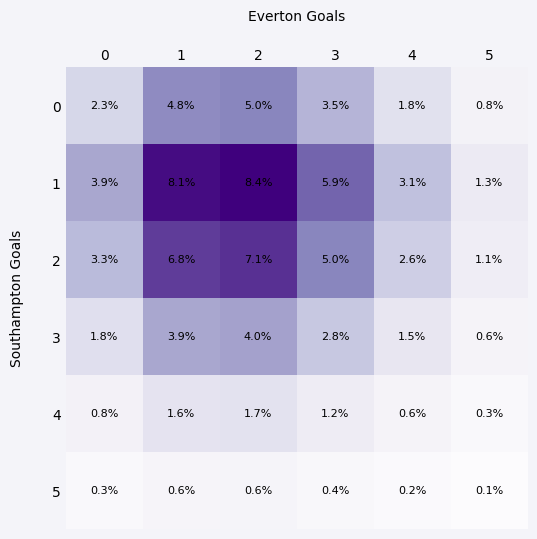 Everton Goals
0 1 2 3 4 5
0 2.3% 4.8% 5.0% 3.5% 1.8% 0.8%
1 3.9% 8.1% 8.4% 5.9% 3.1% 1.3%
2 3.3% 6.8% 7.1% 5.0% 2.6% 1.1%
3 1.8% 3.9% 4.0% 2.8% 1.5% 0.6%
4 0.8% 1.6% 1.7% 1.2% 0.6% 0.3%
5 0.3% 0.6% 0.6% 0.4% 0.2% 0.1%
Southampton Goals